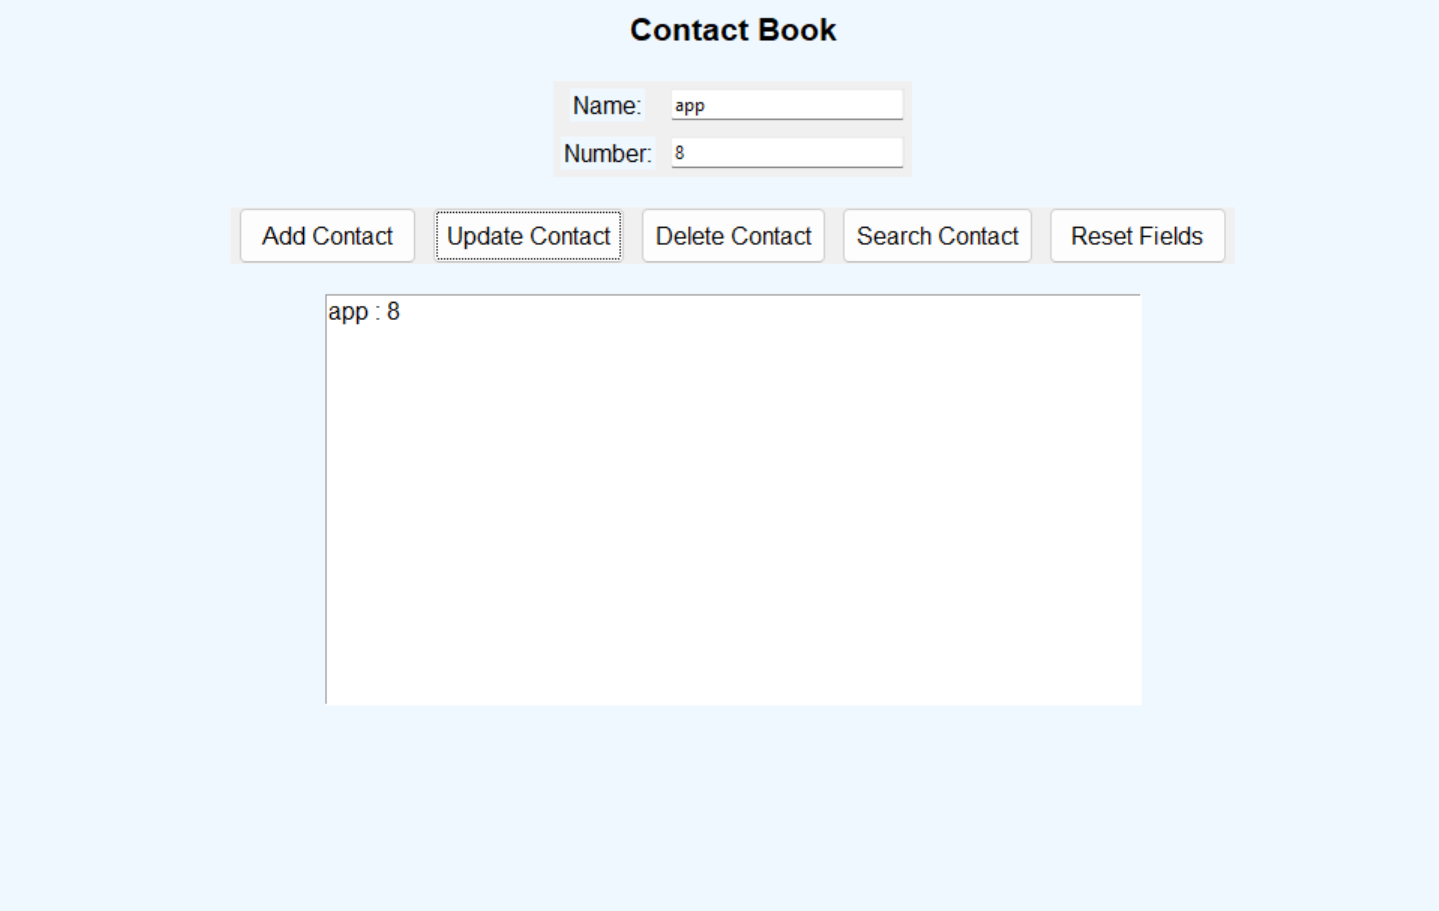 Contact Book
Name: app
Number: 8
Add Contact Update Contact Delete Contact Search Contact Reset Fields
app : 8